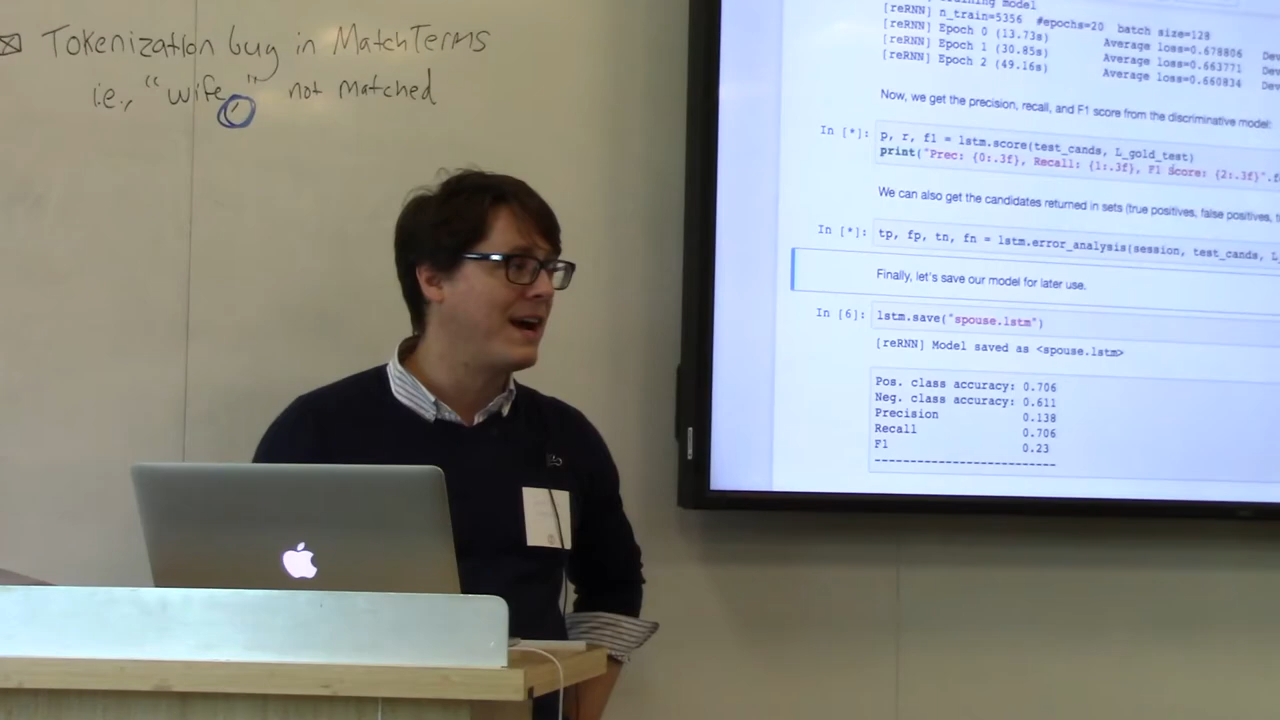 Tokenization bug in MatchTerms
i.e., "wife," not matched
model
[reRNN] n_train=5356 #epochs=20 batch size=128
[reRNN] Epoch 0 (13.73s) Average loss=0.678806
[reRNN] Epoch 1 (30.85s) Average loss=0.663771 Dev
[reRNN] Epoch 2 (49.16s) Average loss=0.660834 Dev
Now, we get the precision, recall, and F1 score from the discriminative model:
In [*]: p, r, f1 = lstm.score(test_cands, L_gold_test)
print("Prec: {0:.3f}, Recall: {1:.3f}, F1 Score: {2:.3f}".f
We can also get the candidates returned in sets (true positives, false positives,
In [*]: tp, fp, tn, fn = lstm.error_analysis(session, test_cands, L_
Finally, let's save our model for later use.
In [6]: lstm.save("spouse.lstm")
[reRNN] Model saved as <spouse.lstm>
Pos. class accuracy: 0.706
Neg. class accuracy: 0.611
Precision 0.138
Recall 0.706
F1 0.23
----------------------------------------